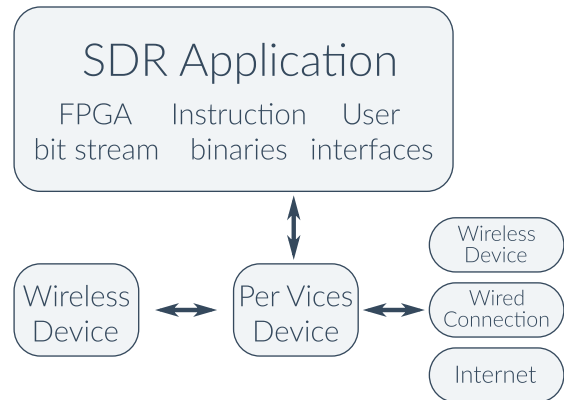 SDR Application
FPGA Instruction User
bit stream binaries interfaces
Wireless
Device
Per Vices
Device
Wireless
Device
Wired
Connection
Internet